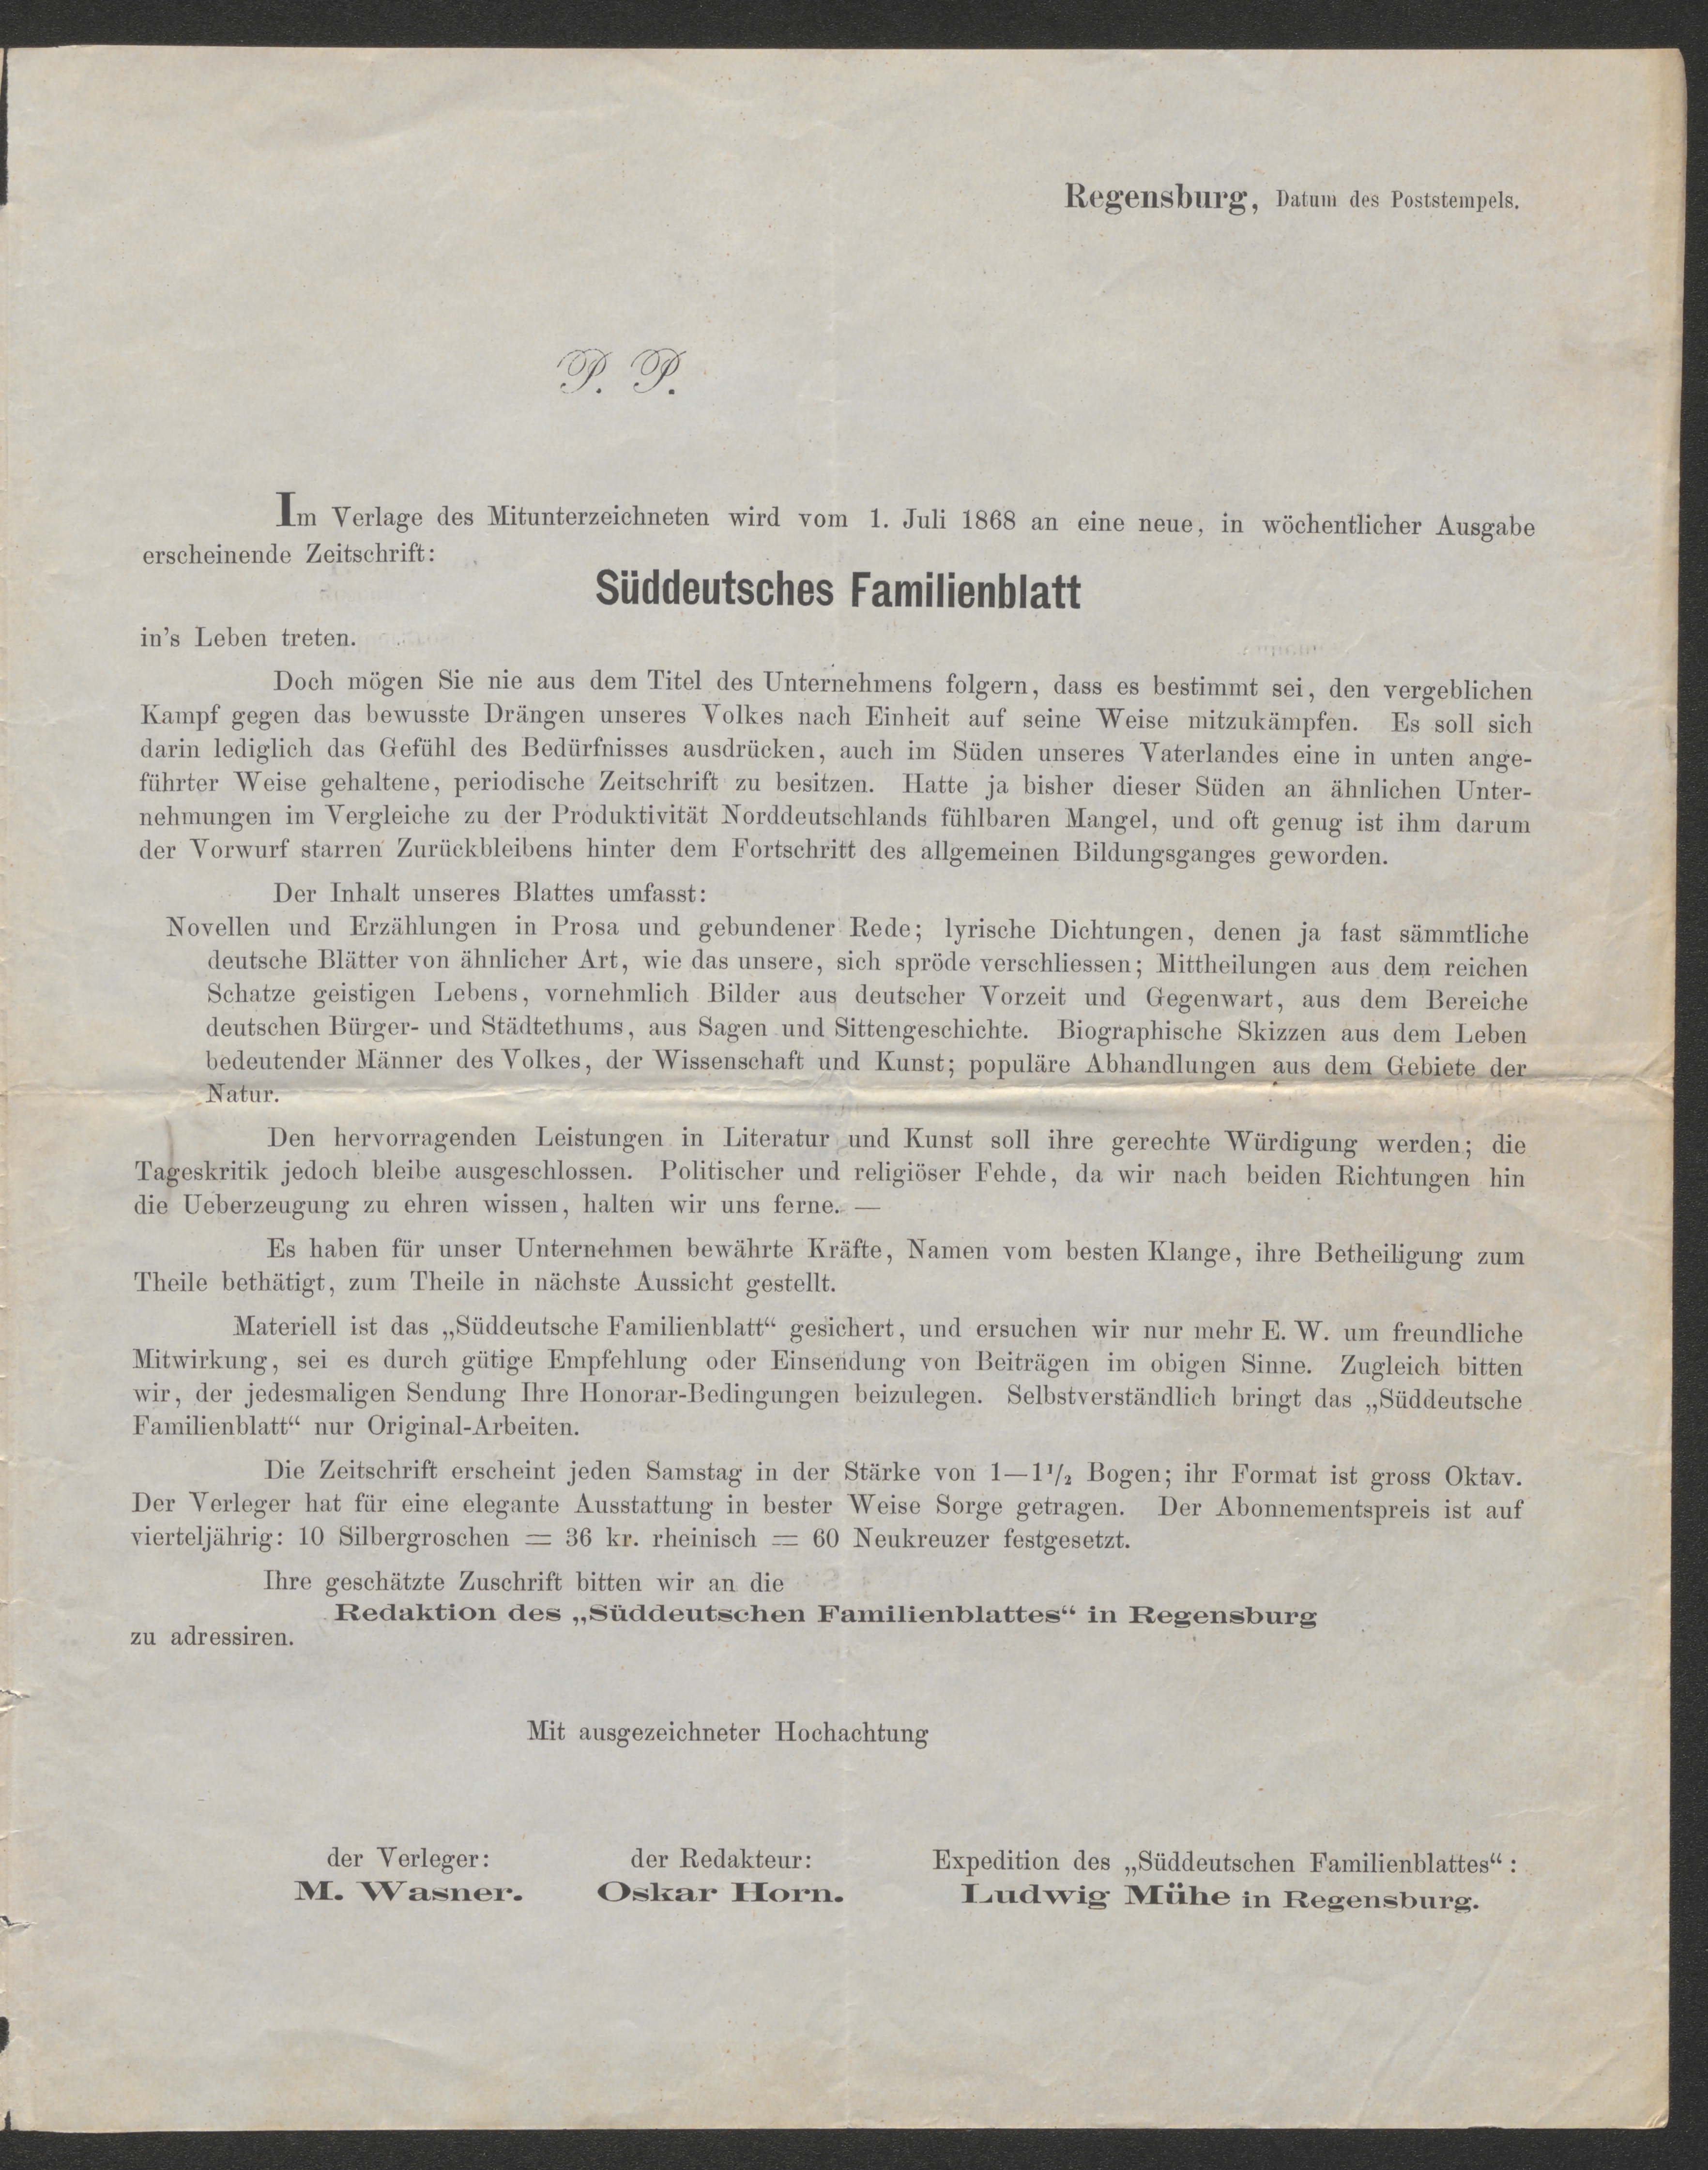 Regensburg, Datum des Poststempels.
P. P.
Im Verlage des Mitunterzeichneten wird vom 1. Juli 1868 an eine neue, in wöchentlicher Ausgabe
erscheinende Zeitschrift:
Süddeutsches Familienblatt
in's Leben treten.
Doch mögen Sie nie aus dem Titel des Unternehmens folgern, dass es bestimmt sei, den vergeblichen
Kampf gegen das bewusste Drängen unseres Volkes nach Einheit auf seine Weise mitzukämpfen. Es soll sich
darin lediglich das Gefühl des Bedürfnisses ausdrücken, auch im Süden unseres Vaterlandes eine in unten ange-
führter Weise gehaltene, periodische Zeitschrift zu besitzen. Hatte ja bisher dieser Süden an ähnlichen Unter-
nehmungen im Vergleiche zu der Produktivität Norddeutschlands fühlbaren Mangel, und oft genug ist ihm darum
der Vorwurf starren Zurückbleibens hinter dem Fortschritt des allgemeinen Bildungsganges geworden.
Der Inhalt unseres Blattes umfasst:
Novellen und Erzählungen in Prosa und gebundener Rede; lyrische Dichtungen, denen ja fast sämmtliche
deutsche Blätter von ähnlicher Art, wie das unsere, sich spröde verschliessen; Mittheilungen aus dem reichen
Schatze geistigen Lebens, vornehmlich Bilder aus deutscher Vorzeit und Gegenwart, aus dem Bereiche
deutschen Bürger- und Städtethums, aus Sagen und Sittengeschichte. Biographische Skizzen aus dem Leben
bedeutender Männer des Volkes, der Wissenschaft und Kunst; populäre Abhandlungen aus dem Gebiete der
Natur.
Den hervorragenden Leistungen in Literatur und Kunst soll ihre gerechte Würdigung werden; die
Tageskritik jedoch bleibe ausgeschlossen. Politischer und religiöser Fehde, da wir nach beiden Richtungen hin
die Ueberzeugung zu ehren wissen, halten wir uns ferne. —
Es haben für unser Unternehmen bewährte Kräfte, Namen vom besten Klange, ihre Betheiligung zum
Theile bethätigt, zum Theile in nächste Aussicht gestellt.
Materiell ist das „Süddeutsche Familienblatt“ gesichert, und ersuchen wir nur mehr E. W. um freundliche
Mitwirkung, sei es durch gütige Empfehlung oder Einsendung von Beiträgen im obigen Sinne. Zugleich bitten
wir, der jedesmaligen Sendung Ihre Honorar-Bedingungen beizulegen. Selbstverständlich bringt das „Süddeutsche
Familienblatt“ nur Original-Arbeiten.
Die Zeitschrift erscheint jeden Samstag in der Stärke von 1—1½ Bogen; ihr Format ist gross Oktav.
Der Verleger hat für eine elegante Ausstattung in bester Weise Sorge getragen. Der Abonnementspreis ist auf
vierteljährig: 10 Silbergroschen = 36 kr. rheinisch = 60 Neukreuzer festgesetzt.
Ihre geschätzte Zuschrift bitten wir an die
Redaktion des „Süddeutschen Familienblattes“ in Regensburg
zu adressiren.
Mit ausgezeichneter Hochachtung
der Verleger: der Redakteur: Expedition des „Süddeutschen Familienblattes“:
M. Wasner. Oskar Horn. Ludwig Mühe in Regensburg.